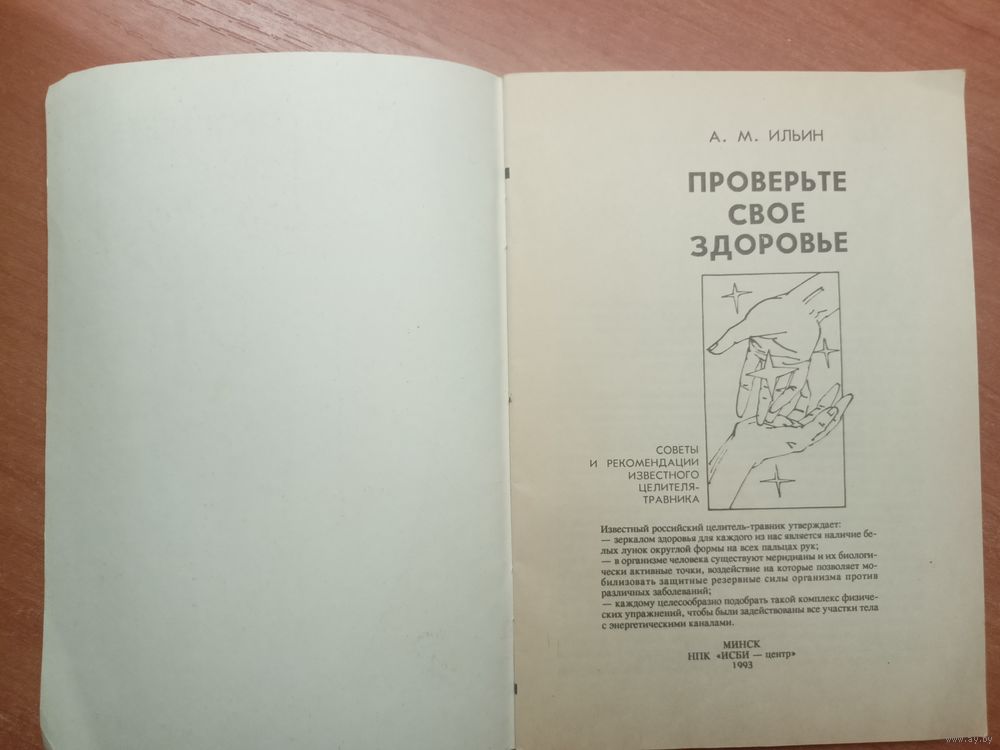 А. М. ИЛЬИН
ПРОВЕРЬТЕ
СВОЕ
ЗДОРОВЬЕ
СОВЕТЫ
И РЕКОМЕНДАЦИИ
ИЗВЕСТНОГО
ЦЕЛИТЕЛЯ-
ТРАВНИКА
Известный российский целитель-травник утверждает:
— зеркалом здоровья для каждого из нас является наличие бе-
лых лунок округлой формы на всех пальцах рук;
— в организме человека существуют меридианы и их биологи-
чески активные точки, воздействие на которые позволяет мо-
билизовать защитные резервные силы организма против
различных заболеваний;
— каждому целесообразно подобрать такой комплекс физиче-
ских упражнений, чтобы были задействованы все участки тела
с энергетическими каналами.
МИНСК
НПК «ИСБИ — центр»
1993
www.ay.by